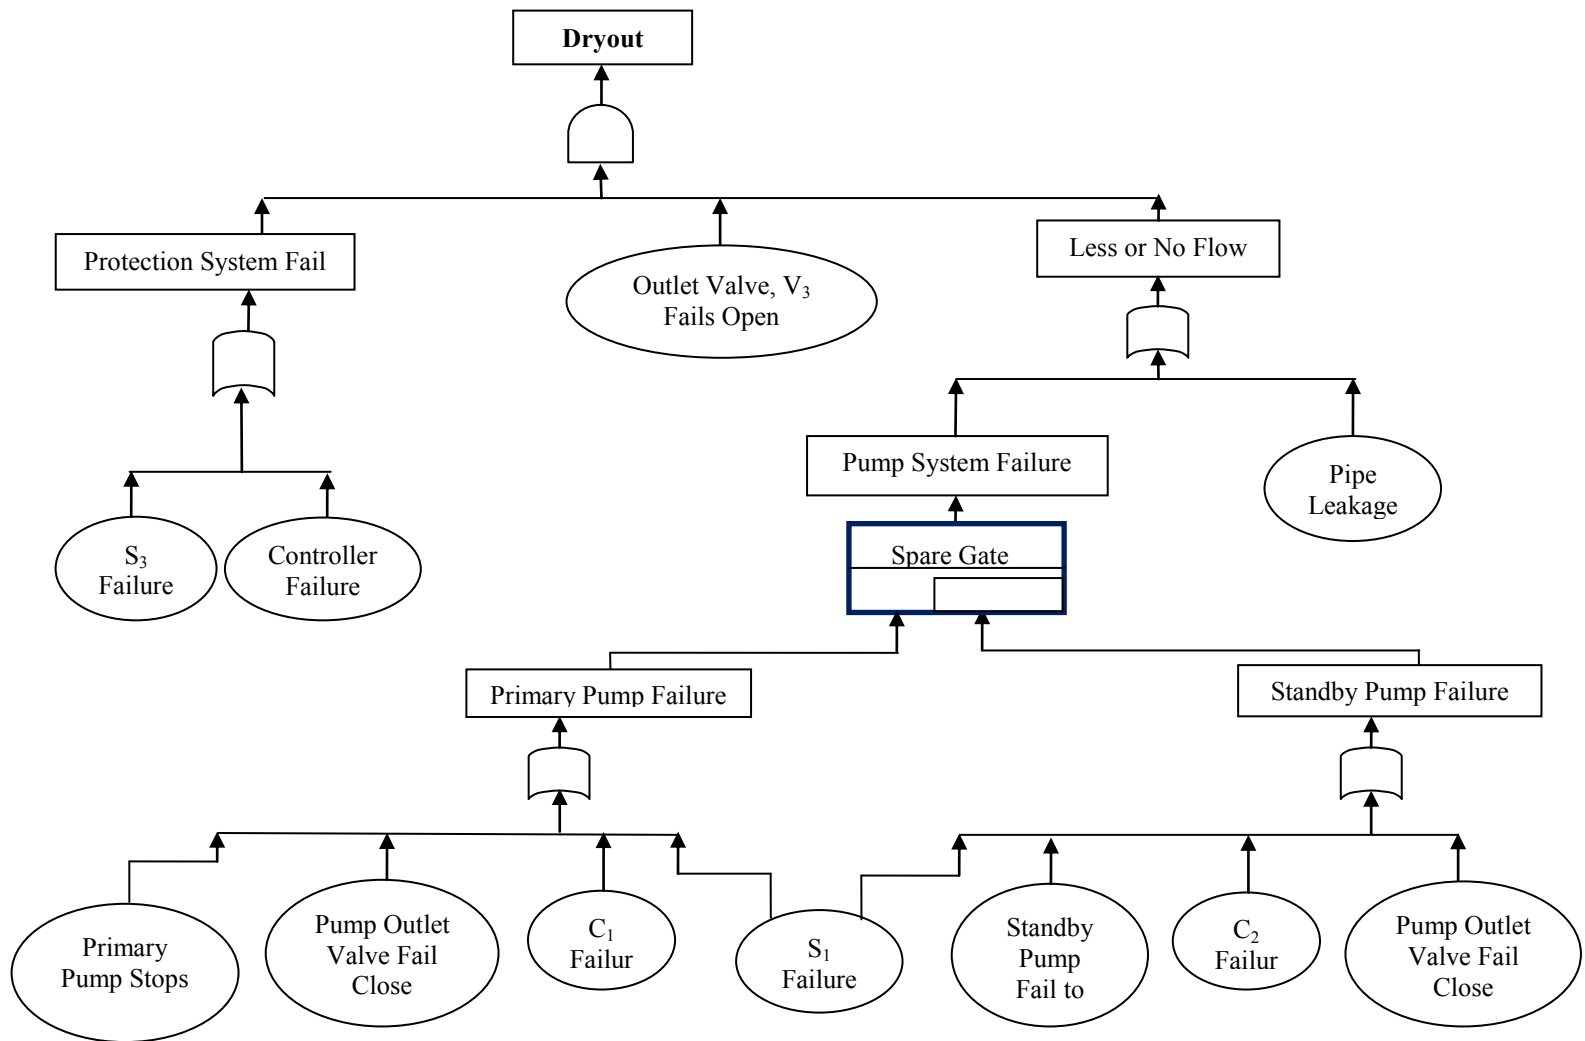 Dryout
Protection System Fail
Outlet Valve, V₃
Fails Open
Less or No Flow
Pump System Failure
Pipe
Leakage
S₃
Failure
Controller
Failure
Spare Gate
Primary Pump Failure
Standby Pump Failure
Primary
Pump Stops
Pump Outlet
Valve Fail
Close
C₁
Failur
S₁
Failure
Standby
Pump
Fail to
C₂
Failur
Pump Outlet
Valve Fail
Close